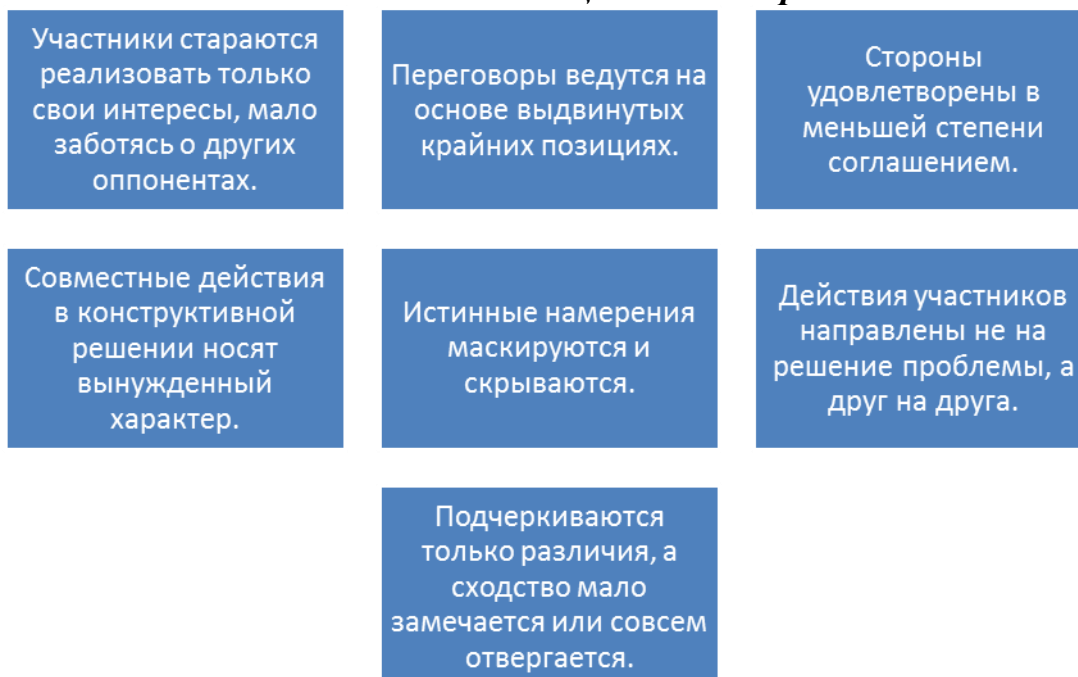 Участники стараются
реализовать только
свои интересы, мало
заботясь о других
оппонентах.
Переговоры ведутся на
основе выдвинутых
крайних позициях.
Стороны
удовлетворены в
меньшей степени
соглашением.
Совместные действия
в конструктивной
решении носят
вынужденный
характер.
Истинные намерения
маскируются и
скрываются.
Действия участников
направлены не на
решение проблемы, а
друг на друга.
Подчеркиваются
только различия, а
сходство мало
замечается или совсем
отвергается.